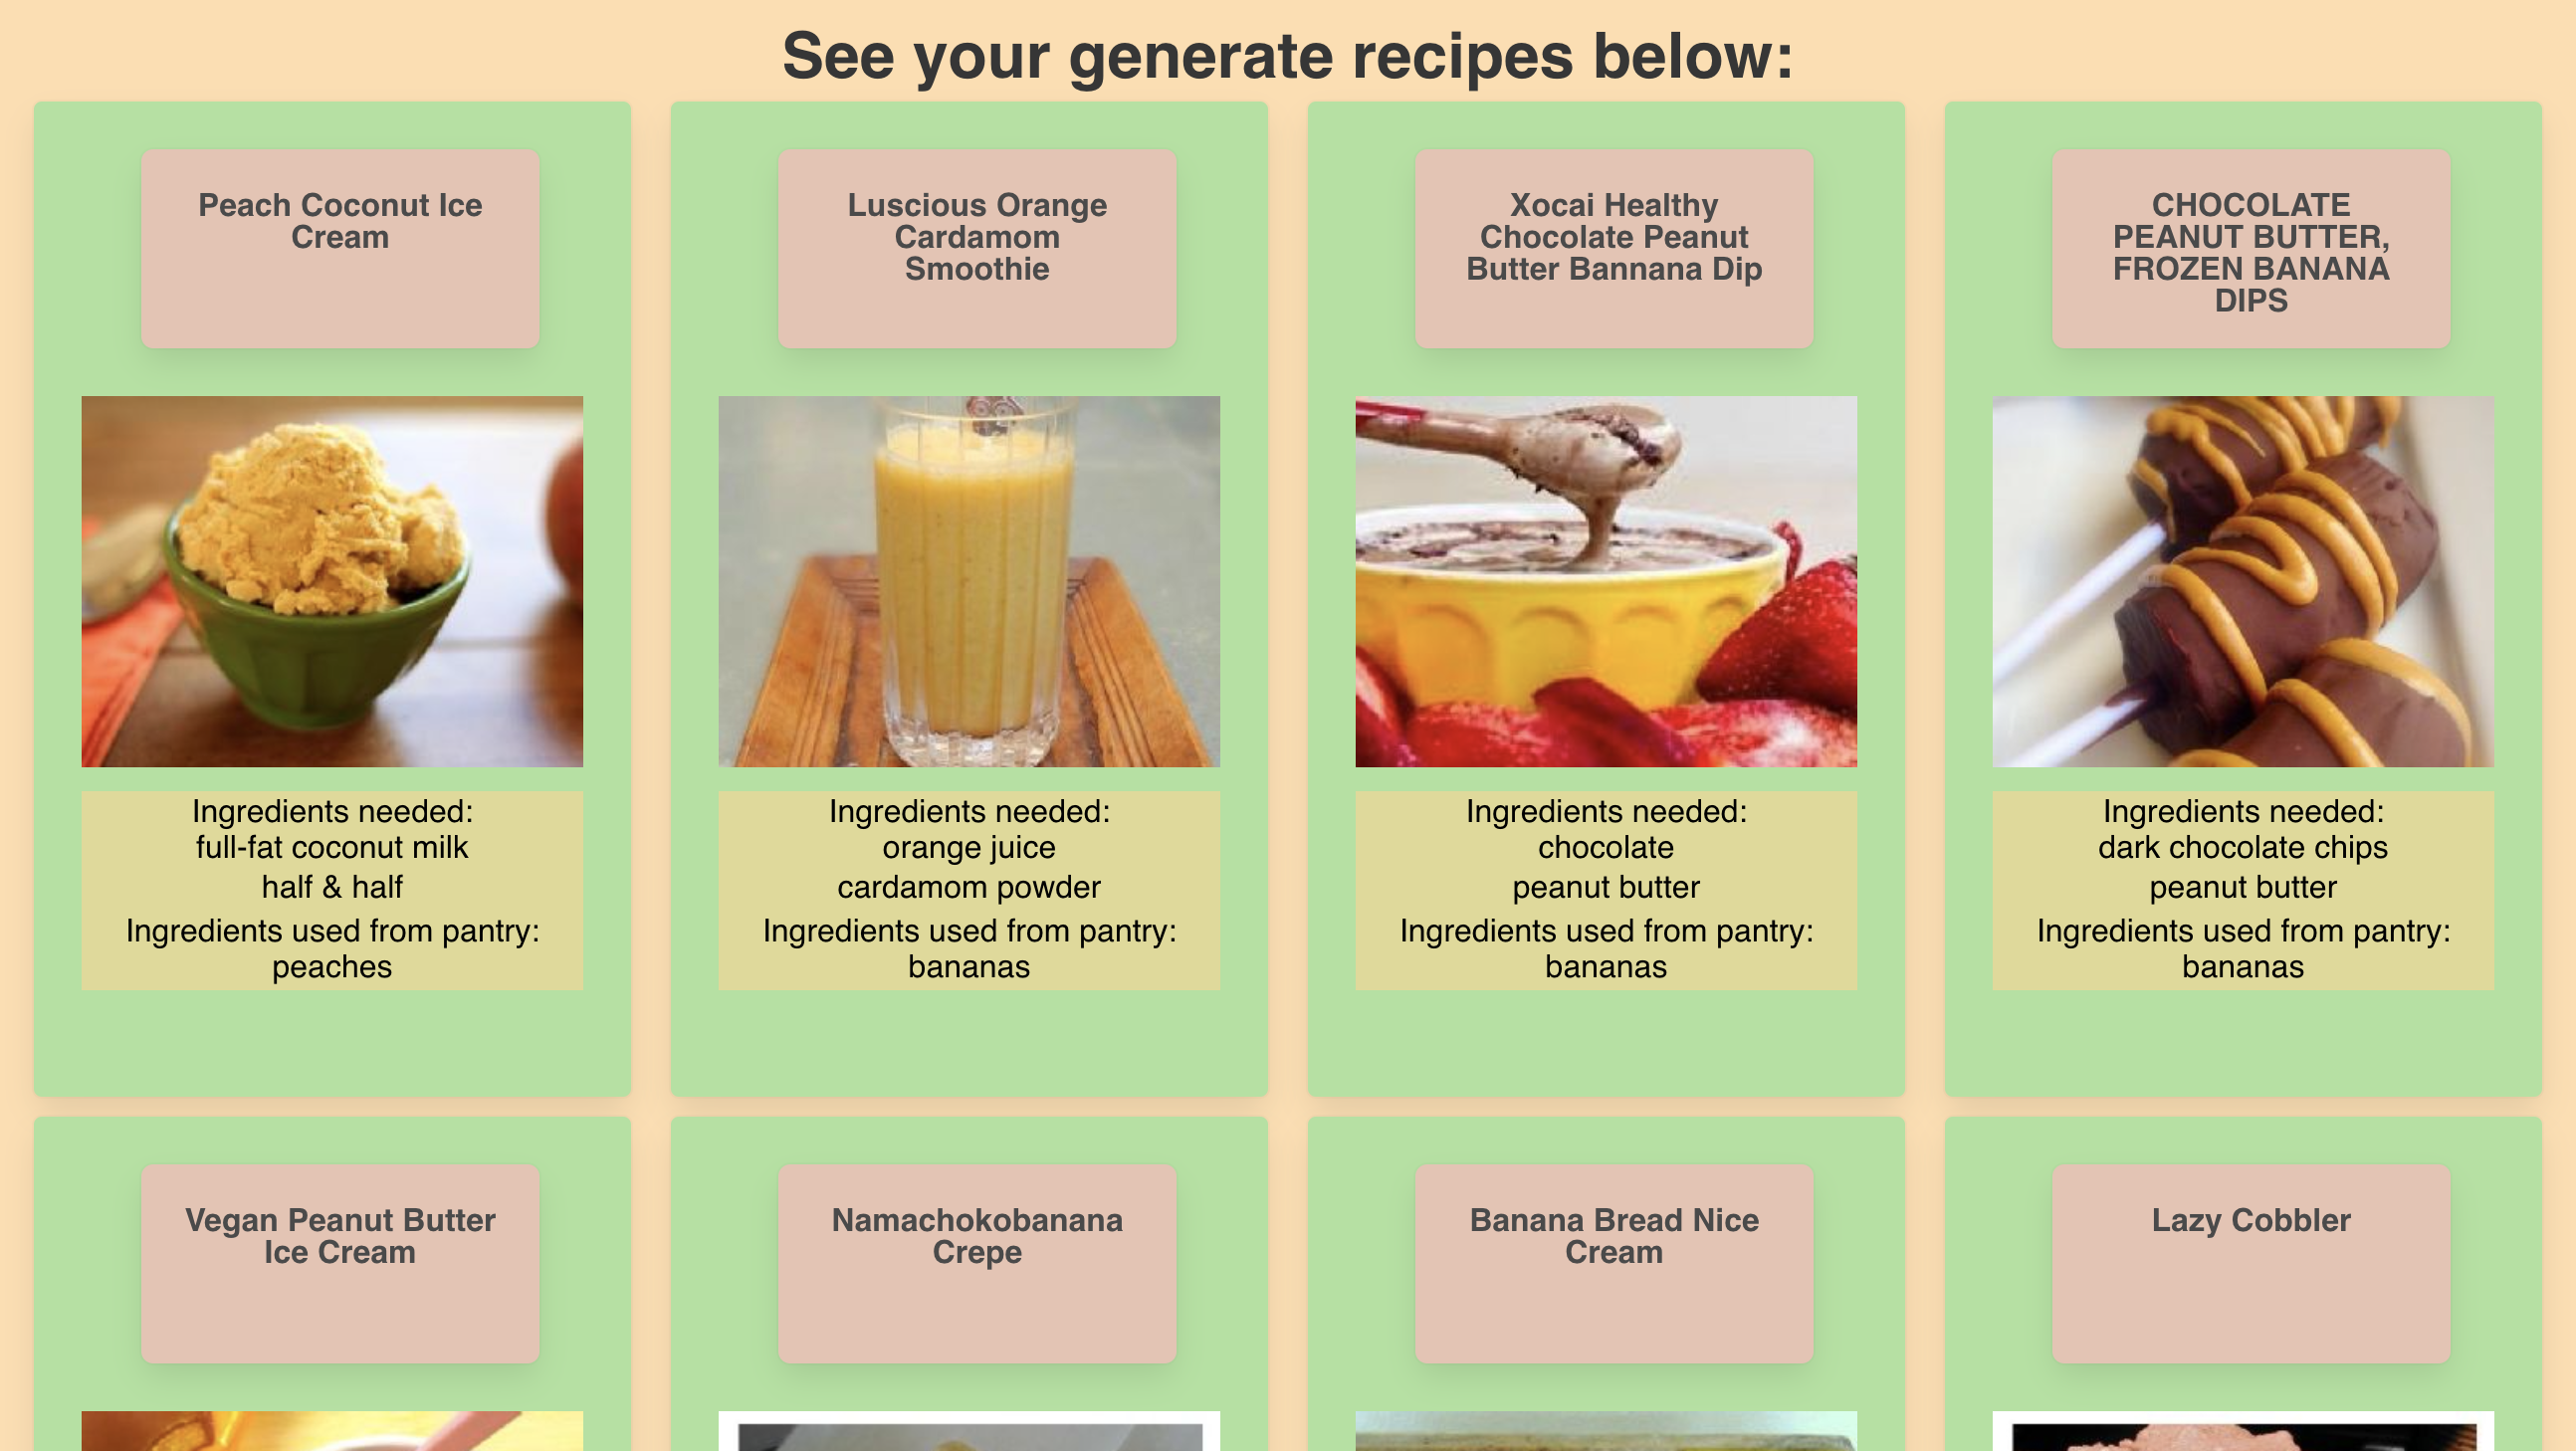 See your generate recipes below:
Peach Coconut Ice
Cream
Ingredients needed:
full-fat coconut milk
half & half
Ingredients used from pantry:
peaches
Luscious Orange
Cardamom
Smoothie
Ingredients needed:
orange juice
cardamom powder
Ingredients used from pantry:
bananas
Xocai Healthy
Chocolate Peanut
Butter Bannana Dip
Ingredients needed:
chocolate
peanut butter
Ingredients used from pantry:
bananas
CHOCOLATE
PEANUT BUTTER,
FROZEN BANANA
DIPS
Ingredients needed:
dark chocolate chips
peanut butter
Ingredients used from pantry:
bananas
Vegan Peanut Butter
Ice Cream
Namachokobanana
Crepe
Banana Bread Nice
Cream
Lazy Cobbler